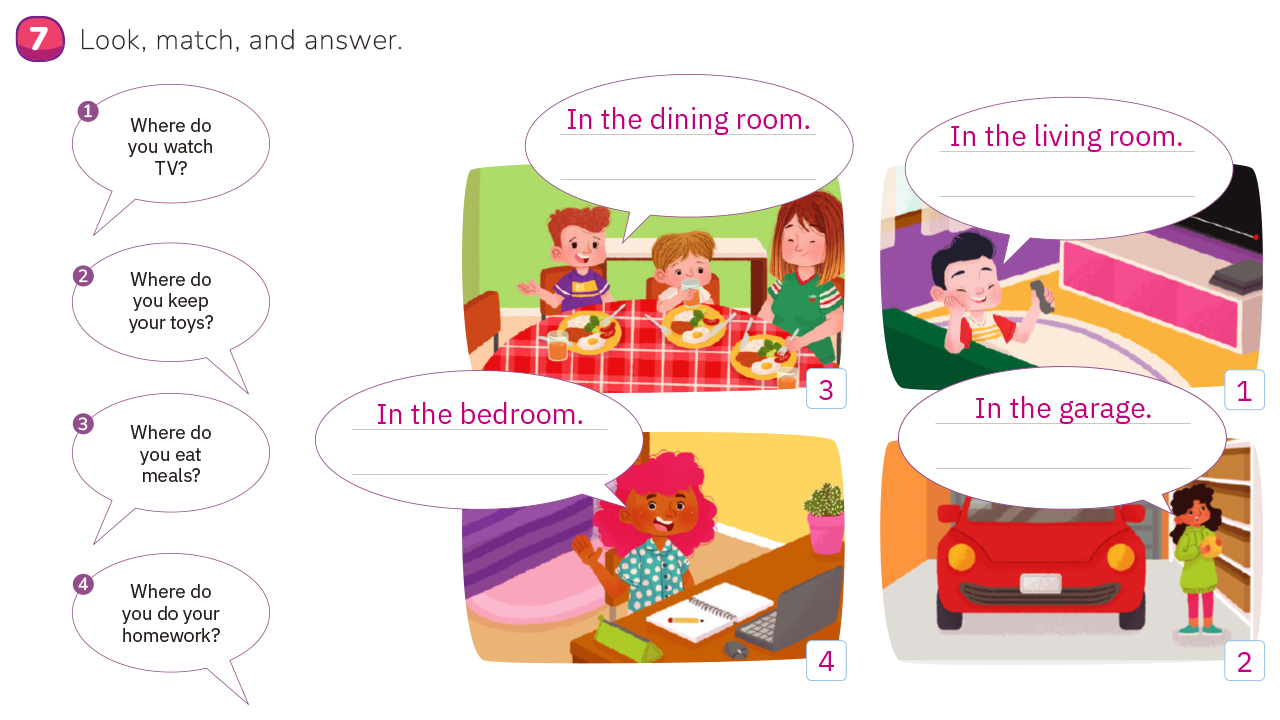 7 Look, match, and answer.
1
Where do
you watch
TV?
2
Where do
you keep
your toys?
3
Where do
you eat
meals?
4
Where do
you do your
homework?
In the dining room.
3
In the living room.
1
In the bedroom.
4
In the garage.
2